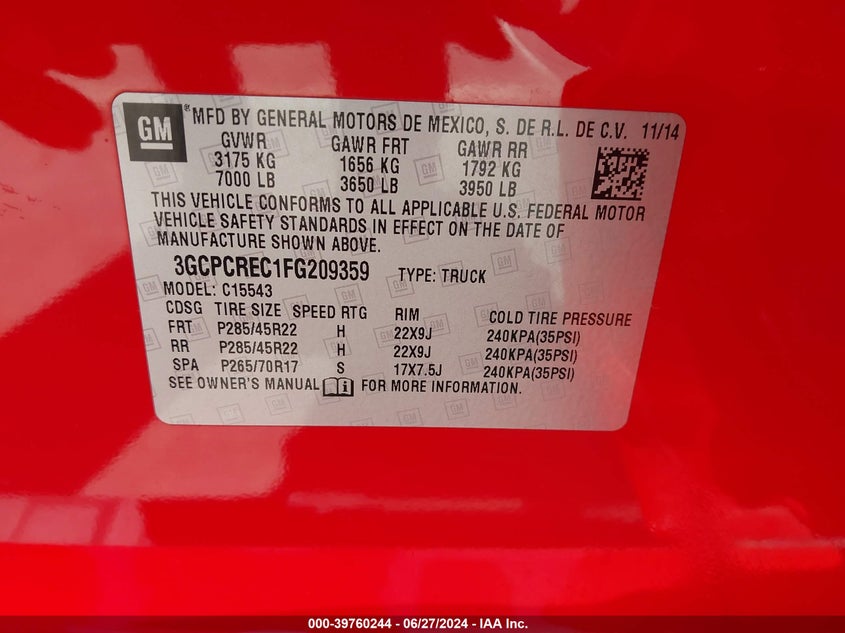 GM
® MFD BY GENERAL MOTORS DE MEXICO, S. DE R.L. DE C.V. 11/14
GVWR GAWR FRT GAWR RR
3175 KG 1656 KG 1792 KG
7000 LB 3650 LB 3950 LB
THIS VEHICLE CONFORMS TO ALL APPLICABLE U.S. FEDERAL MOTOR
VEHICLE SAFETY STANDARDS IN EFFECT ON THE DATE OF
MANUFACTURE SHOWN ABOVE.
3GCPCREC1FG209359 TYPE: TRUCK
MODEL: C15543
CDSG TIRE SIZE SPEED RTG RIM COLD TIRE PRESSURE
FRT P285/45R22 H 22X9J 240KPA(35PSI)
RR P285/45R22 H 22X9J 240KPA(35PSI)
SPA P265/70R17 S 17X7.5J 240KPA(35PSI)
SEE OWNER'S MANUAL FOR MORE INFORMATION.
000-39760244 / 06/27/2024 - IAA Inc.